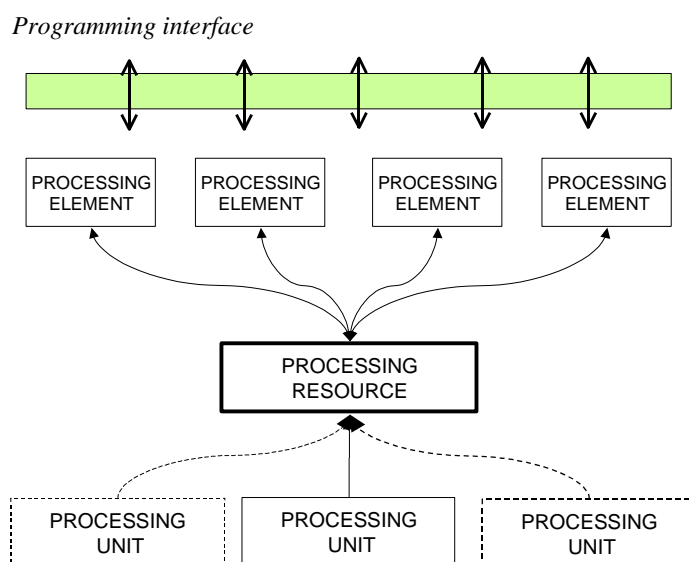 Programming interface
PROCESSING
ELEMENT
PROCESSING
ELEMENT
PROCESSING
ELEMENT
PROCESSING
ELEMENT
PROCESSING
RESOURCE
PROCESSING
UNIT
PROCESSING
UNIT
PROCESSING
UNIT